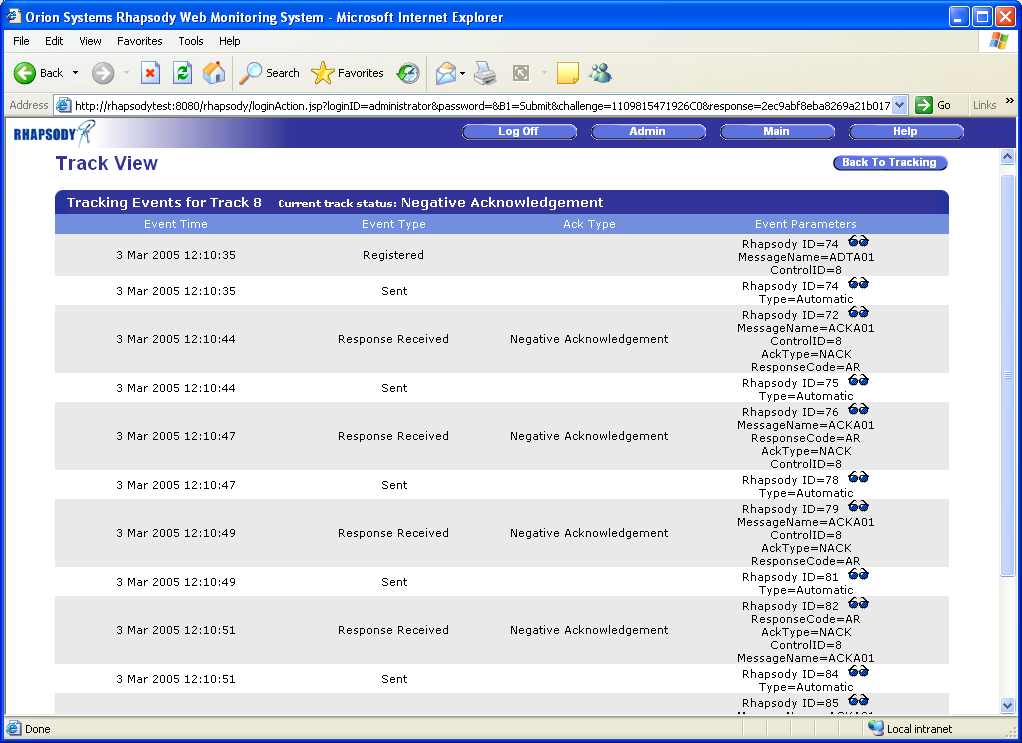 Orion Systems Rhapsody Web Monitoring System - Microsoft Internet Explorer
File Edit View Favorites Tools Help
Back Search Favorites
Address http://rhapsodytest:8080/rhapsody/loginAction.jsp?loginID=administrator&password=&B1=Submit&challenge=1109815471926C0&response=2ec9abf8eba8269a21b017 Go Links »
RHAPSODY R Log Off Admin Main Help
Track View Back To Tracking
Tracking Events for Track 8 Current track status: Negative Acknowledgement
Event Time Event Type Ack Type Event Parameters
Rhapsody ID=74
3 Mar 2005 12:10:35 Registered MessageName=ADTA01
ControlID=8
3 Mar 2005 12:10:35 Sent Rhapsody ID=74
Type=Automatic
Rhapsody ID=72
MessageName=ACKA01
3 Mar 2005 12:10:44 Response Received Negative Acknowledgement ControlID=8
AckType=NACK
ResponseCode=AR
3 Mar 2005 12:10:44 Sent Rhapsody ID=75
Type=Automatic
Rhapsody ID=76
MessageName=ACKA01
3 Mar 2005 12:10:47 Response Received Negative Acknowledgement ResponseCode=AR
AckType=NACK
ControlID=8
3 Mar 2005 12:10:47 Sent Rhapsody ID=78
Type=Automatic
Rhapsody ID=79
MessageName=ACKA01
3 Mar 2005 12:10:49 Response Received Negative Acknowledgement ControlID=8
AckType=NACK
ResponseCode=AR
3 Mar 2005 12:10:49 Sent Rhapsody ID=81
Type=Automatic
Rhapsody ID=82
ResponseCode=AR
3 Mar 2005 12:10:51 Response Received Negative Acknowledgement AckType=NACK
ControlID=8
MessageName=ACKA01
3 Mar 2005 12:10:51 Sent Rhapsody ID=84
Type=Automatic
Rhapsody ID=85
Done Local intranet